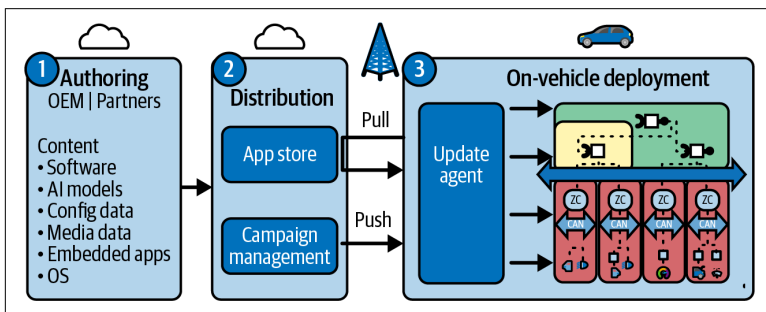 1
Authoring
OEM | Partners
Content
• Software
• AI models
• Config data
• Media data
• Embedded apps
• OS
2
Distribution
App store
Campaign
management
Pull
Push
3
On-vehicle deployment
Update
agent
ZC
ZC
ZC
ZC
CAN
CAN
CAN
CAN